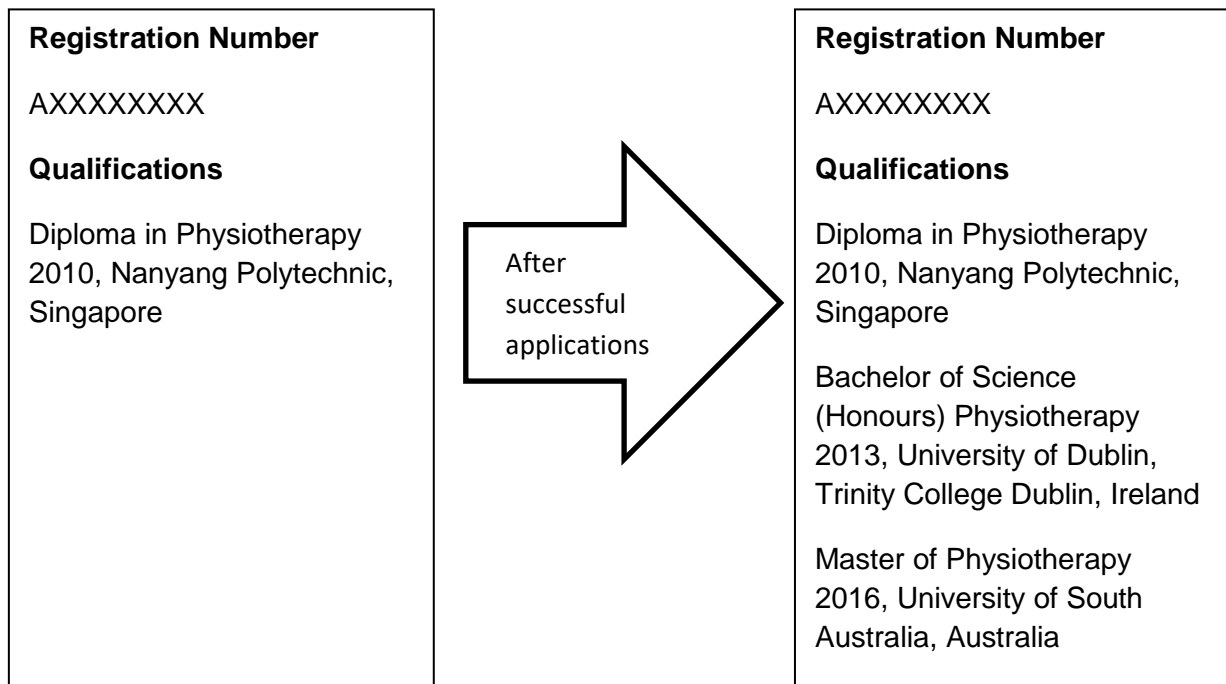 Registration Number
AXXXXXXXX
Qualifications
Diploma in Physiotherapy
2010, Nanyang Polytechnic,
Singapore
After
successful
applications
Registration Number
AXXXXXXXX
Qualifications
Diploma in Physiotherapy
2010, Nanyang Polytechnic,
Singapore
Bachelor of Science
(Honours) Physiotherapy
2013, University of Dublin,
Trinity College Dublin, Ireland
Master of Physiotherapy
2016, University of South
Australia, Australia